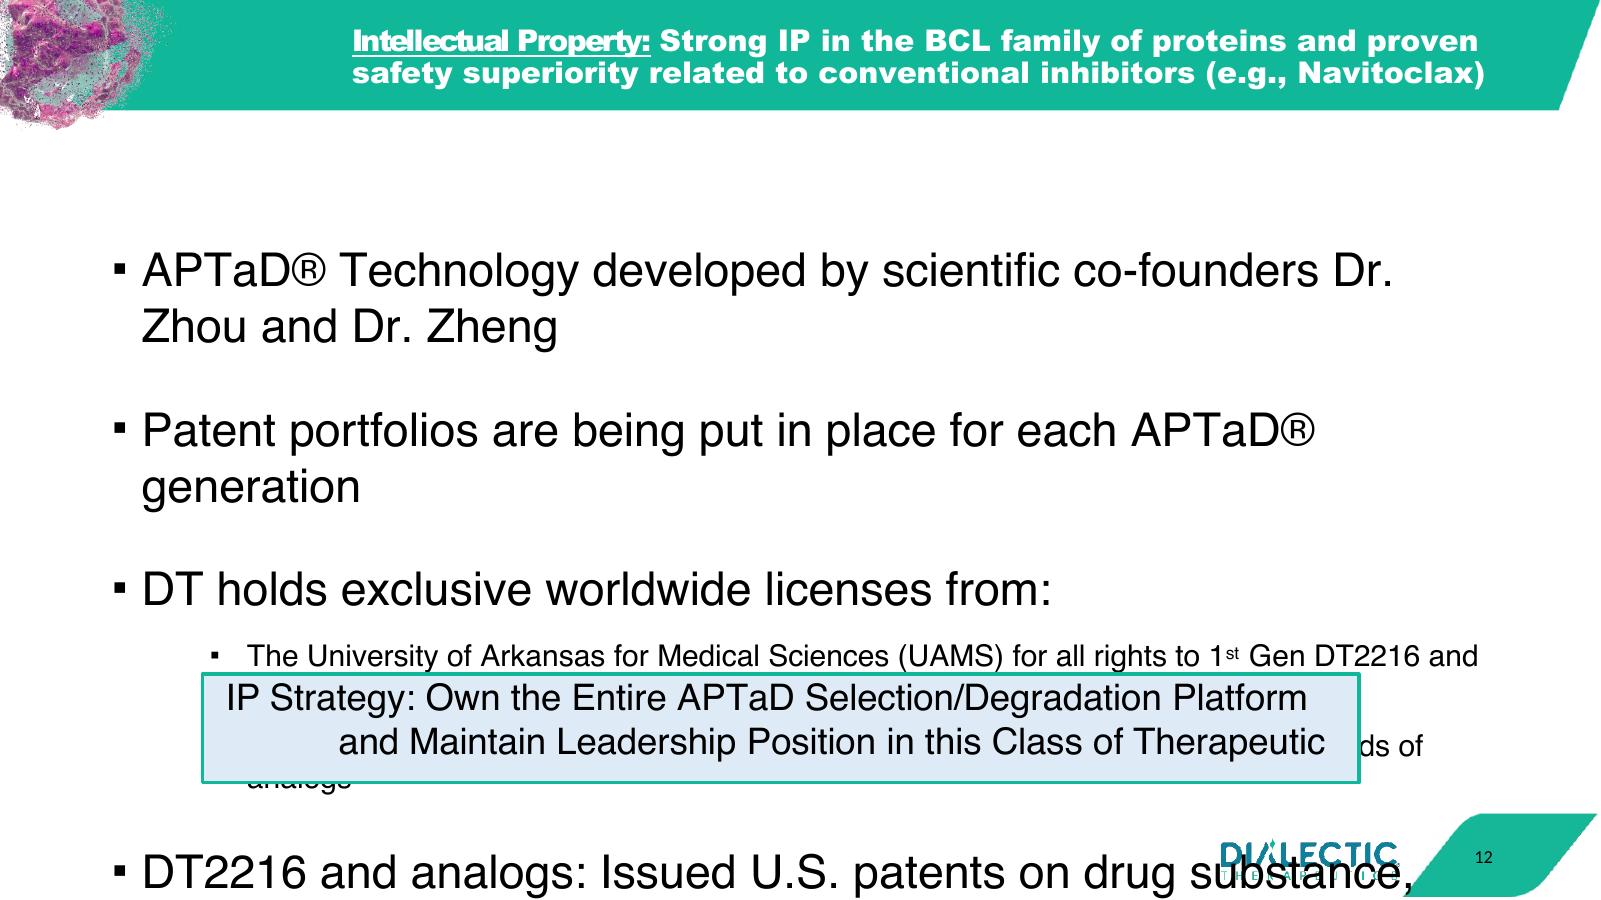 Intellectual Property: Strong IP in the BCL family of proteins and proven
safety superiority related to conventional inhibitors (e.g., Navitoclax)
▪ APTaD® Technology developed by scientific co-founders Dr.
Zhou and Dr. Zheng
▪ Patent portfolios are being put in place for each APTaD®
generation
▪ DT holds exclusive worldwide licenses from:
▪ The University of Arkansas for Medical Sciences (UAMS) for all rights to 1st Gen DT2216 and
IP Strategy: Own the Entire APTaD Selection/Degradation Platform
and Maintain Leadership Position in this Class of Therapeutic
ds of
analogs
▪ DT2216 and analogs: Issued U.S. patents on drug substance,
DIALECTIC
THERAPEUTICS
12